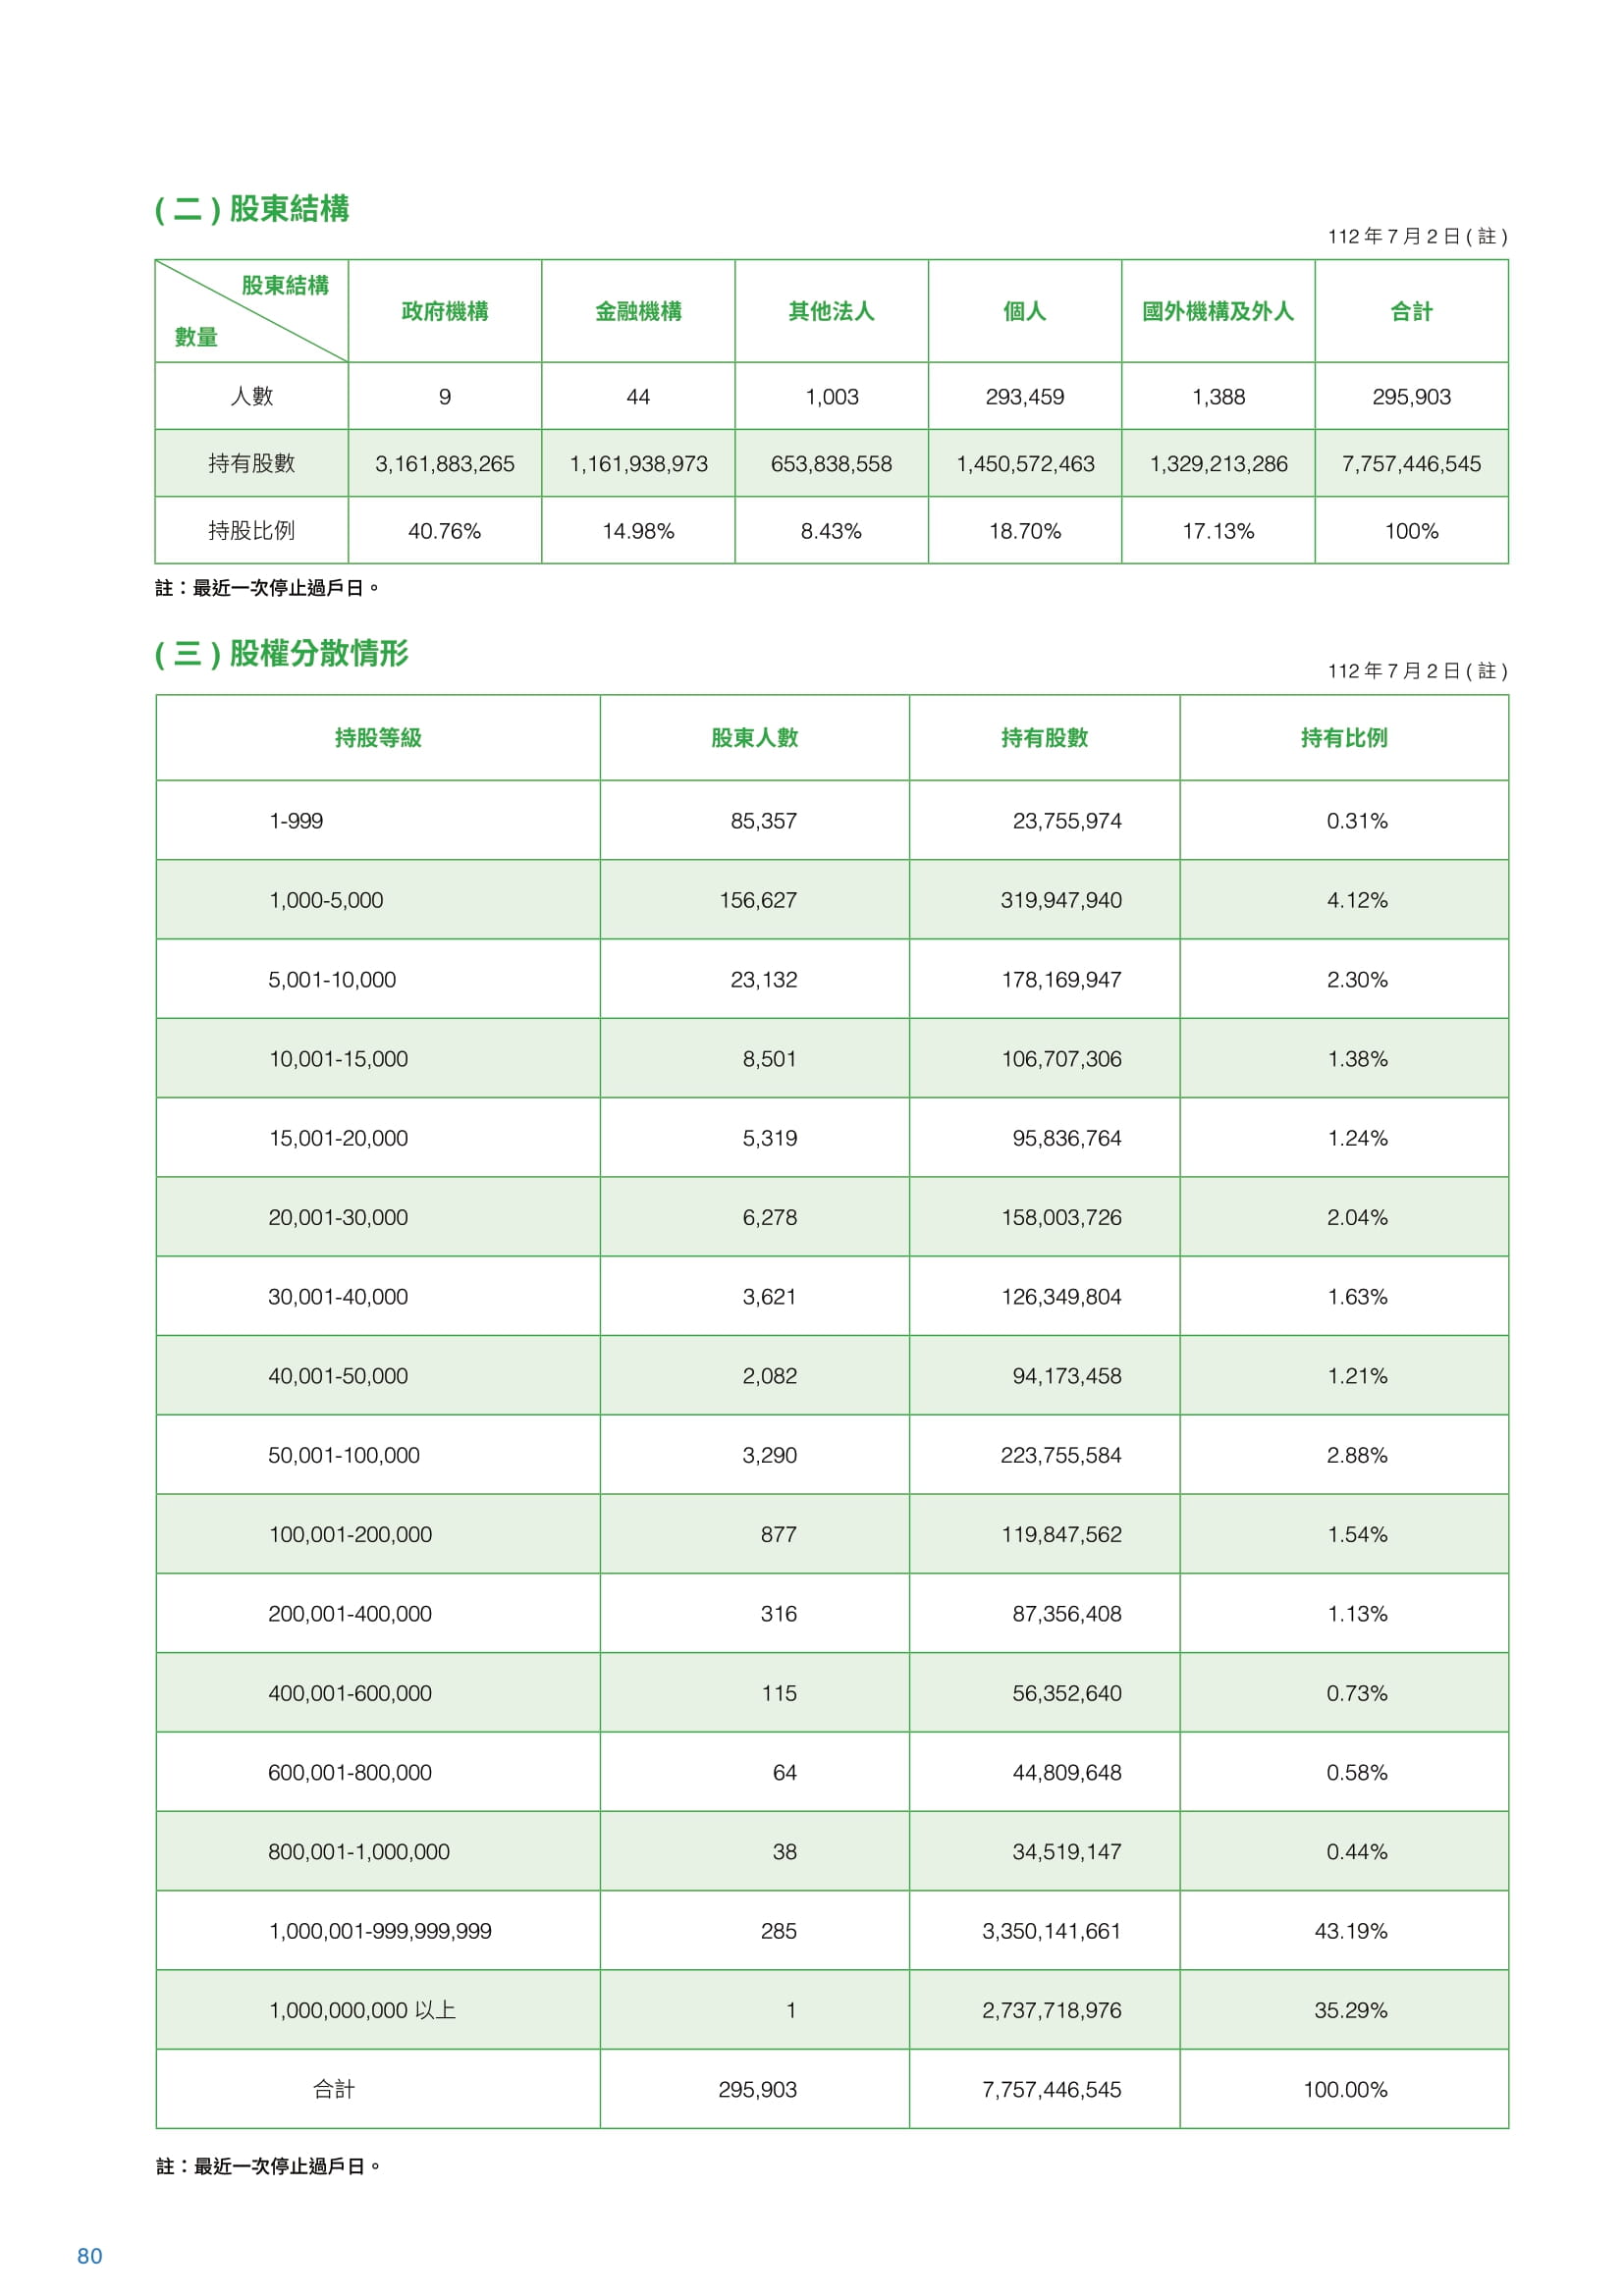 ( 二 ) 股東結構
112 年 7 月 2 日 ( 註 )
股東結構
數量
政府機構 金融機構 其他法人 個人 國外機構及外人 合計
人數 9 44 1,003 293,459 1,388 295,903
持有股數 3,161,883,265 1,161,938,973 653,838,558 1,450,572,463 1,329,213,286 7,757,446,545
持股比例 40.76% 14.98% 8.43% 18.70% 17.13% 100%
註：最近一次停止過戶日。
( 三 ) 股權分散情形
112 年 7 月 2 日 ( 註 )
持股等級 股東人數 持有股數 持有比例
1-999 85,357 23,755,974 0.31%
1,000-5,000 156,627 319,947,940 4.12%
5,001-10,000 23,132 178,169,947 2.30%
10,001-15,000 8,501 106,707,306 1.38%
15,001-20,000 5,319 95,836,764 1.24%
20,001-30,000 6,278 158,003,726 2.04%
30,001-40,000 3,621 126,349,804 1.63%
40,001-50,000 2,082 94,173,458 1.21%
50,001-100,000 3,290 223,755,584 2.88%
100,001-200,000 877 119,847,562 1.54%
200,001-400,000 316 87,356,408 1.13%
400,001-600,000 115 56,352,640 0.73%
600,001-800,000 64 44,809,648 0.58%
800,001-1,000,000 38 34,519,147 0.44%
1,000,001-999,999,999 285 3,350,141,661 43.19%
1,000,000,000 以上 1 2,737,718,976 35.29%
合計 295,903 7,757,446,545 100.00%
註：最近一次停止過戶日。
80